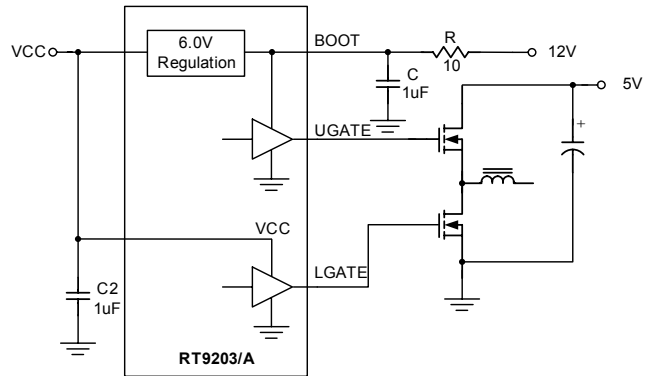 VCC
6.0V
Regulation
BOOT
R
10
12V
C
1uF
5V
UGATE
+
VCC
LGATE
C2
1uF
RT9203/A